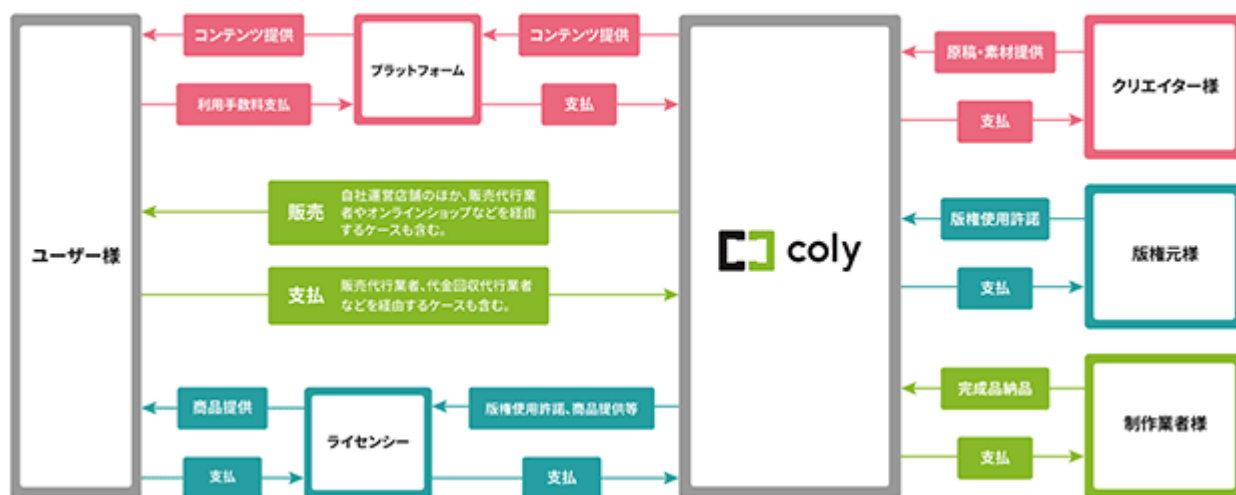 コンテンツ提供
コンテンツ提供
プラットフォーム
利用手数料支払
支払
原稿・素材提供
クリエイター様
支払
ユーザー様
販売
自社運営店舗のほか、販売代行業
者やオンラインショップなどを経由
するケースも含む。
支払
販売代行業者、代金回収代行業者
などを経由するケースも含む。
coly
版権使用許諾
版権元様
支払
商品提供
版権使用許諾、商品提供等
ライセンシー
支払
支払
完成品納品
制作業者様
支払